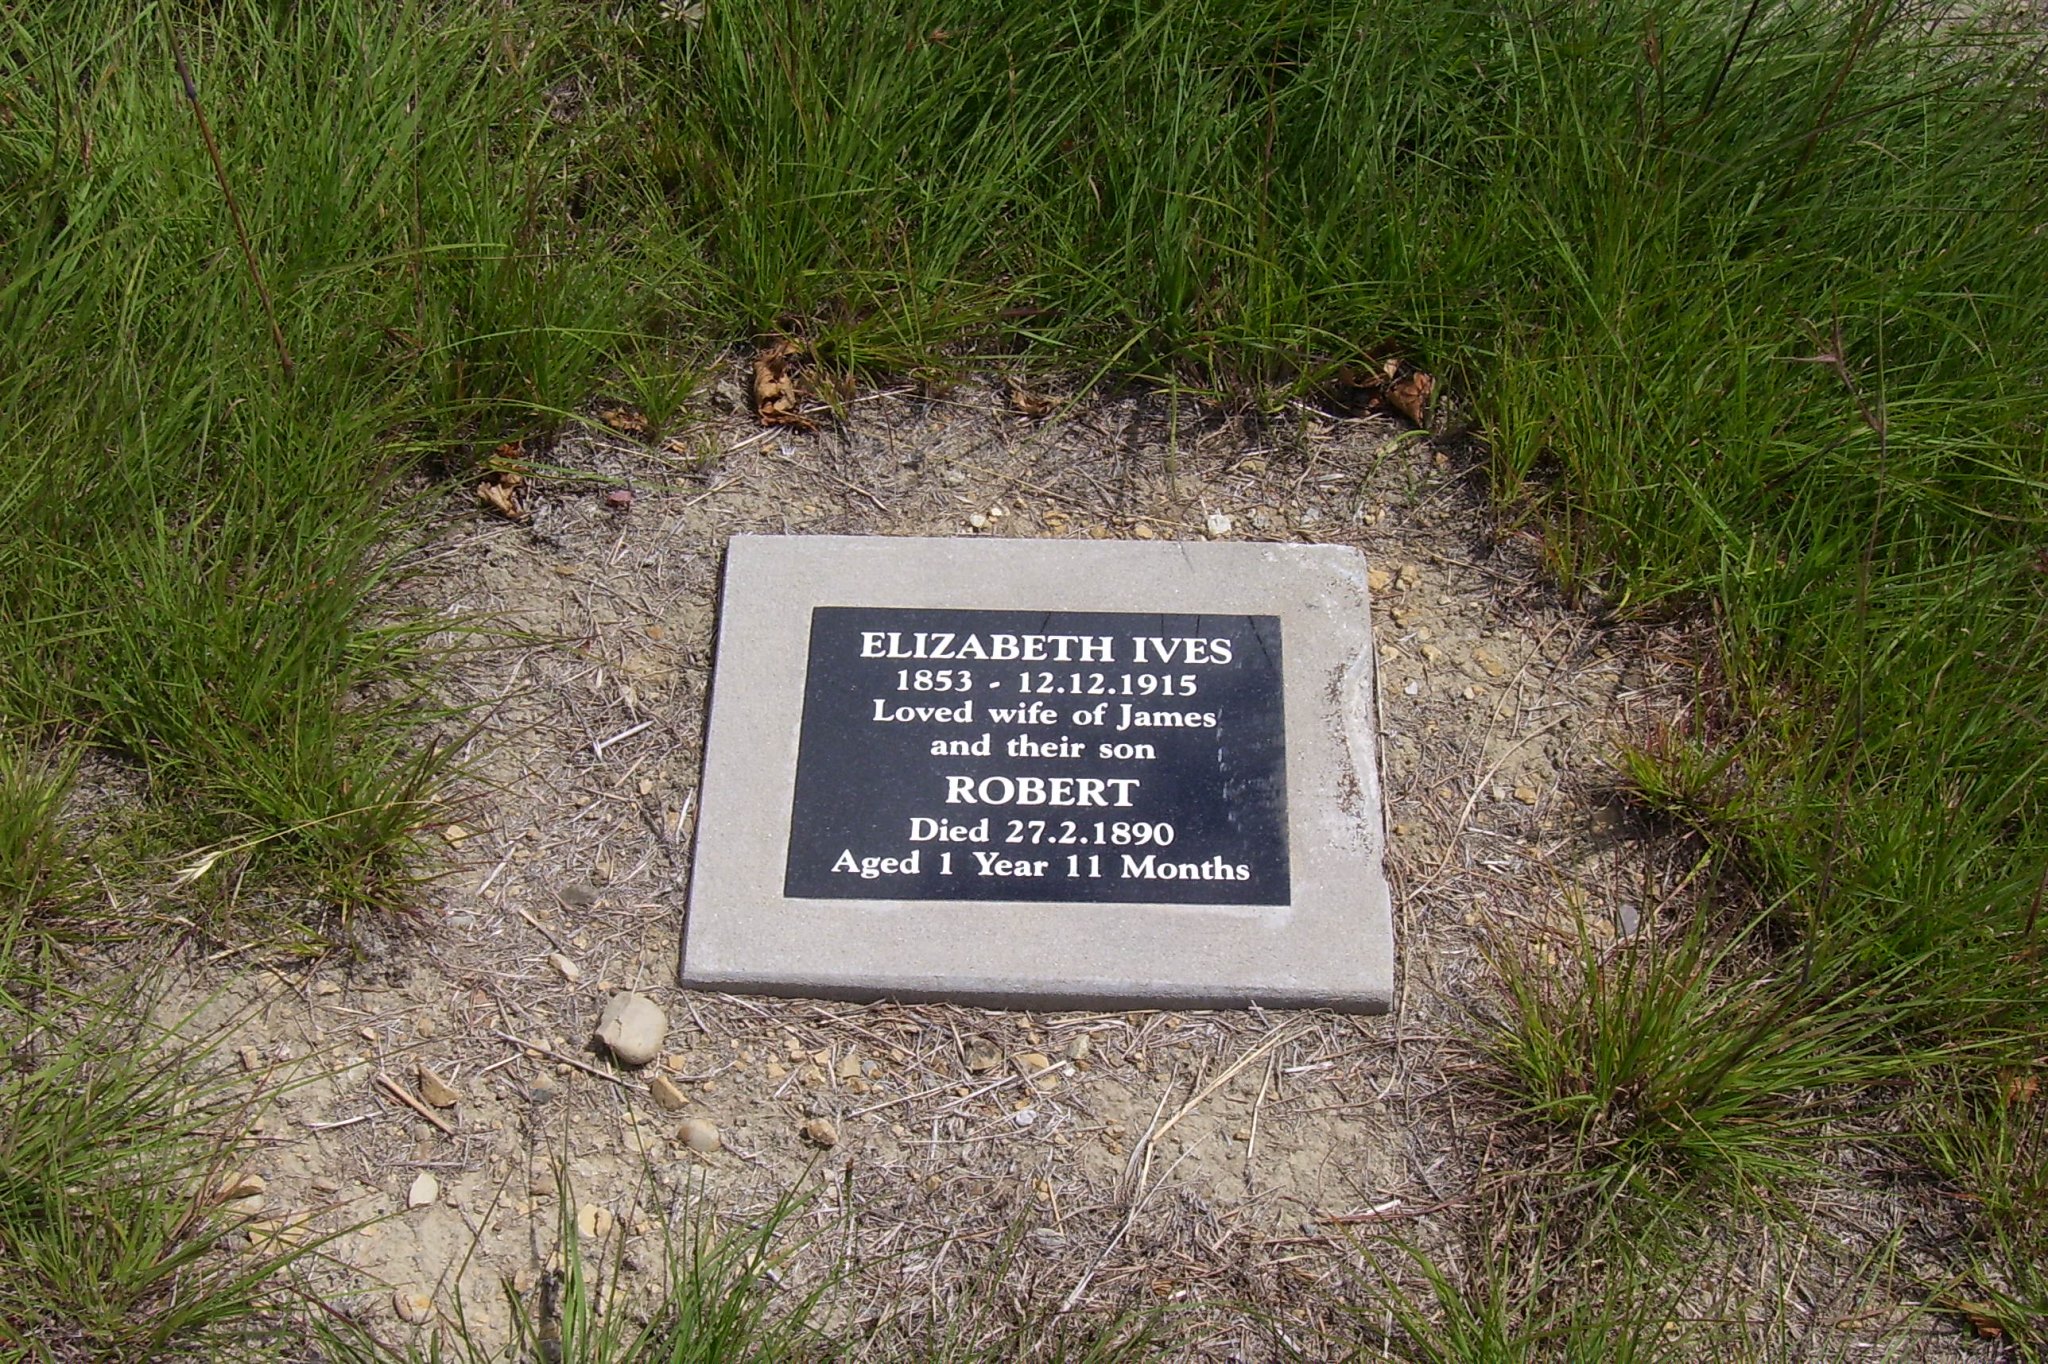 ELIZABETH IVES
1853 - 12.12.1915
Loved wife of James
and their son
ROBERT
Died 27.2.1890
Aged 1 Year 11 Months